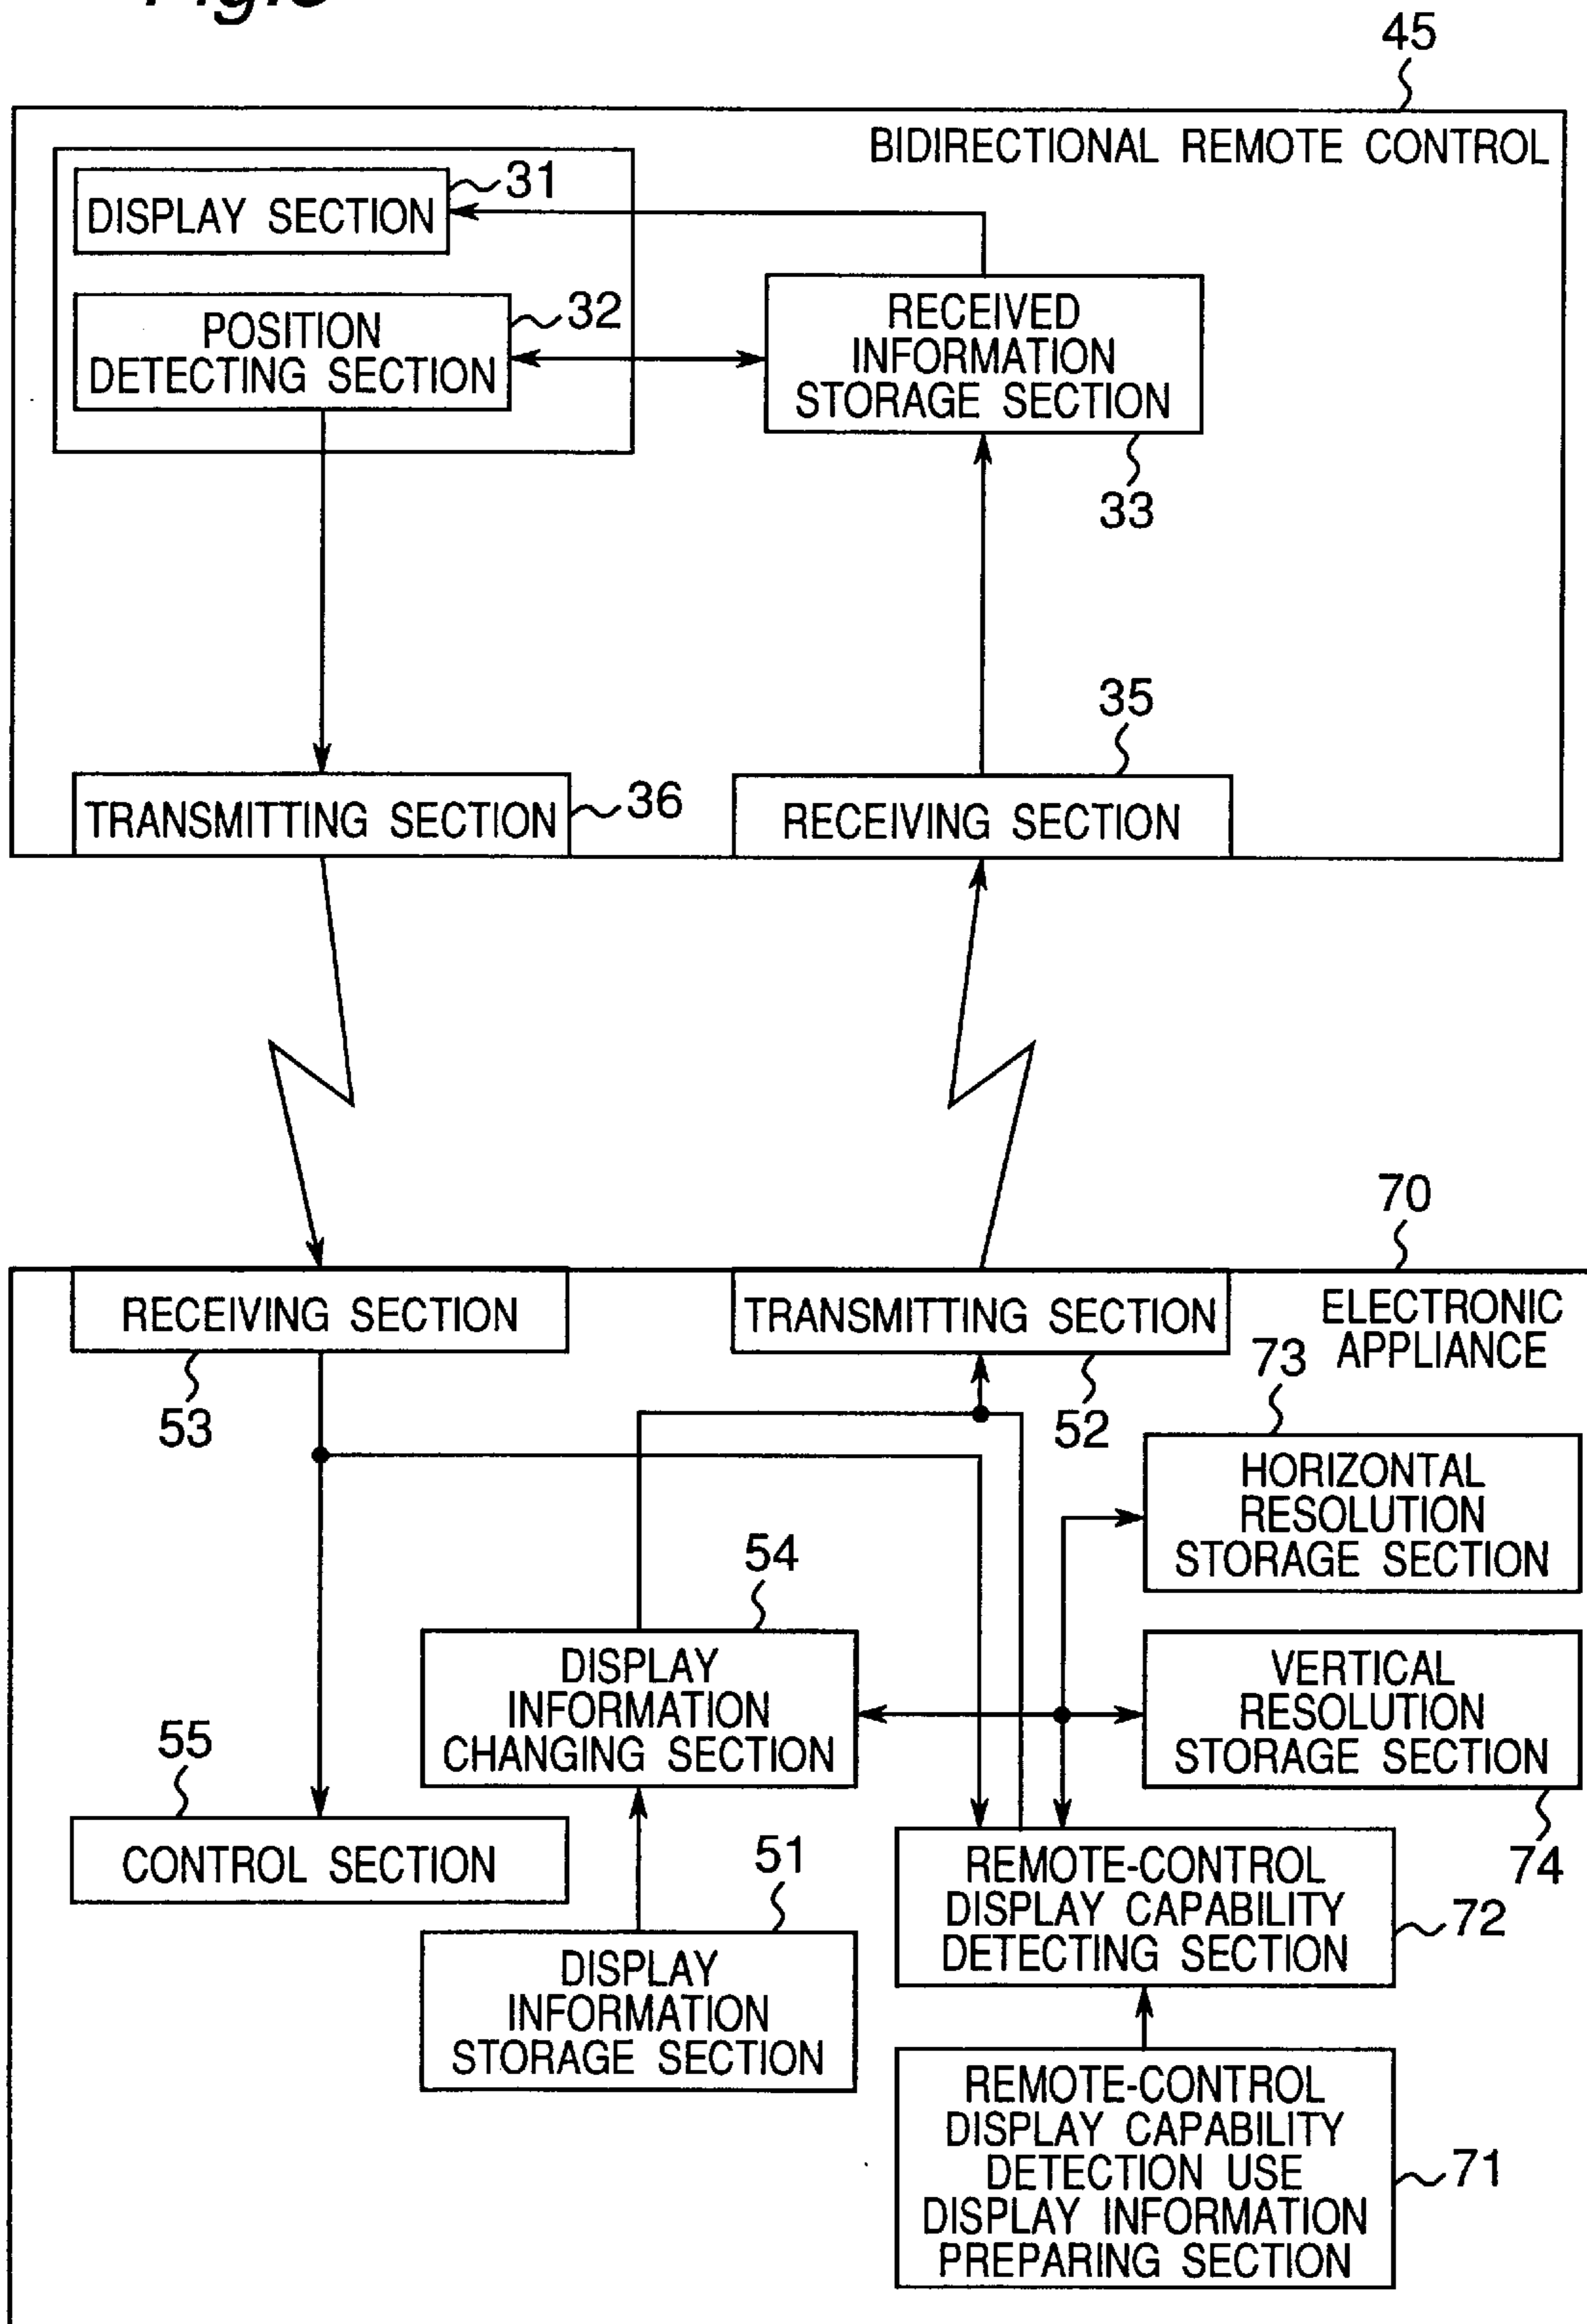 45
BIDIRECTIONAL REMOTE CONTROL
31
DISPLAY SECTION
32
POSITION
DETECTING SECTION
RECEIVED
INFORMATION
STORAGE SECTION
33
35
TRANSMITTING SECTION
36
RECEIVING SECTION
70
RECEIVING SECTION
53
TRANSMITTING SECTION
52
ELECTRONIC
APPLIANCE
73
HORIZONTAL
RESOLUTION
STORAGE SECTION
54
DISPLAY
INFORMATION
CHANGING SECTION
VERTICAL
RESOLUTION
STORAGE SECTION
74
55
CONTROL SECTION
51
DISPLAY
INFORMATION
STORAGE SECTION
REMOTE-CONTROL
DISPLAY CAPABILITY
DETECTING SECTION
72
REMOTE-CONTROL
DISPLAY CAPABILITY
DETECTION USE
DISPLAY INFORMATION
PREPARING SECTION
71